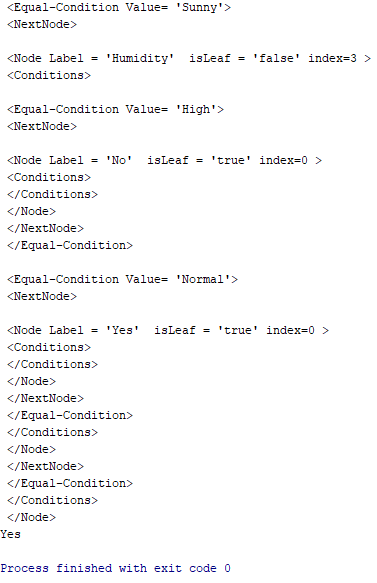 <Equal-Condition Value= 'Sunny'>
<NextNode>
<Node Label = 'Humidity'  isLeaf = 'false' index=3 >
<Conditions>
<Equal-Condition Value= 'High'>
<NextNode>
<Node Label = 'No'  isLeaf = 'true' index=0 >
<Conditions>
</Conditions>
</Node>
</NextNode>
</Equal-Condition>
<Equal-Condition Value= 'Normal'>
<NextNode>
<Node Label = 'Yes'  isLeaf = 'true' index=0 >
<Conditions>
</Conditions>
</Node>
</NextNode>
</Equal-Condition>
</Conditions>
</Node>
</NextNode>
</Equal-Condition>
</Conditions>
</Node>
Yes
Process finished with exit code 0